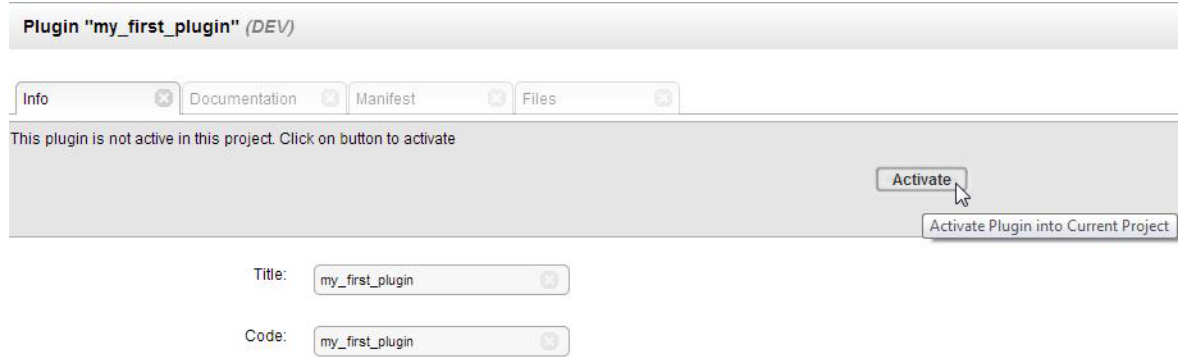 Plugin "my_first_plugin" (DEV)
Info Documentation Manifest Files
This plugin is not active in this project. Click on button to activate
Activate
Activate Plugin into Current Project
Title: my_first_plugin
Code: my_first_plugin